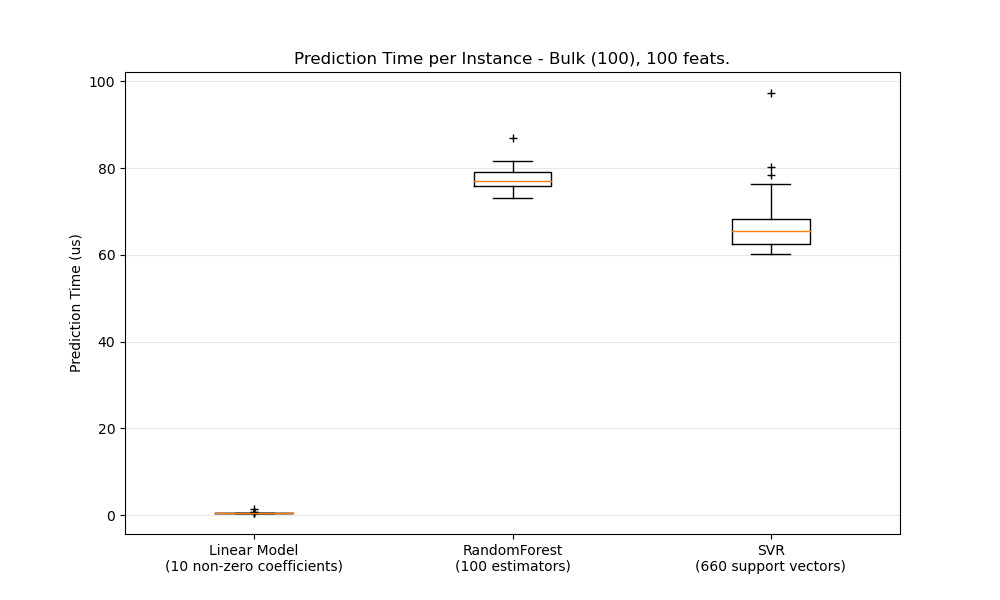 Prediction Time per Instance - Bulk (100), 100 feats.
100
80
60
40
20
0
Prediction Time (us)
Linear Model
(10 non-zero coefficients)
RandomForest
(100 estimators)
SVR
(660 support vectors)